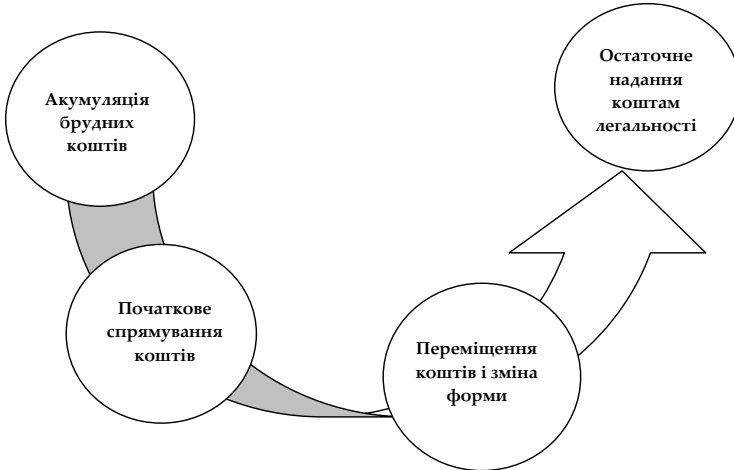 Акумуляція
брудних
коштів
Початкове
спрямування
коштів
Переміщення
коштів і зміна
форми
Остаточне
надання
коштам
легальності